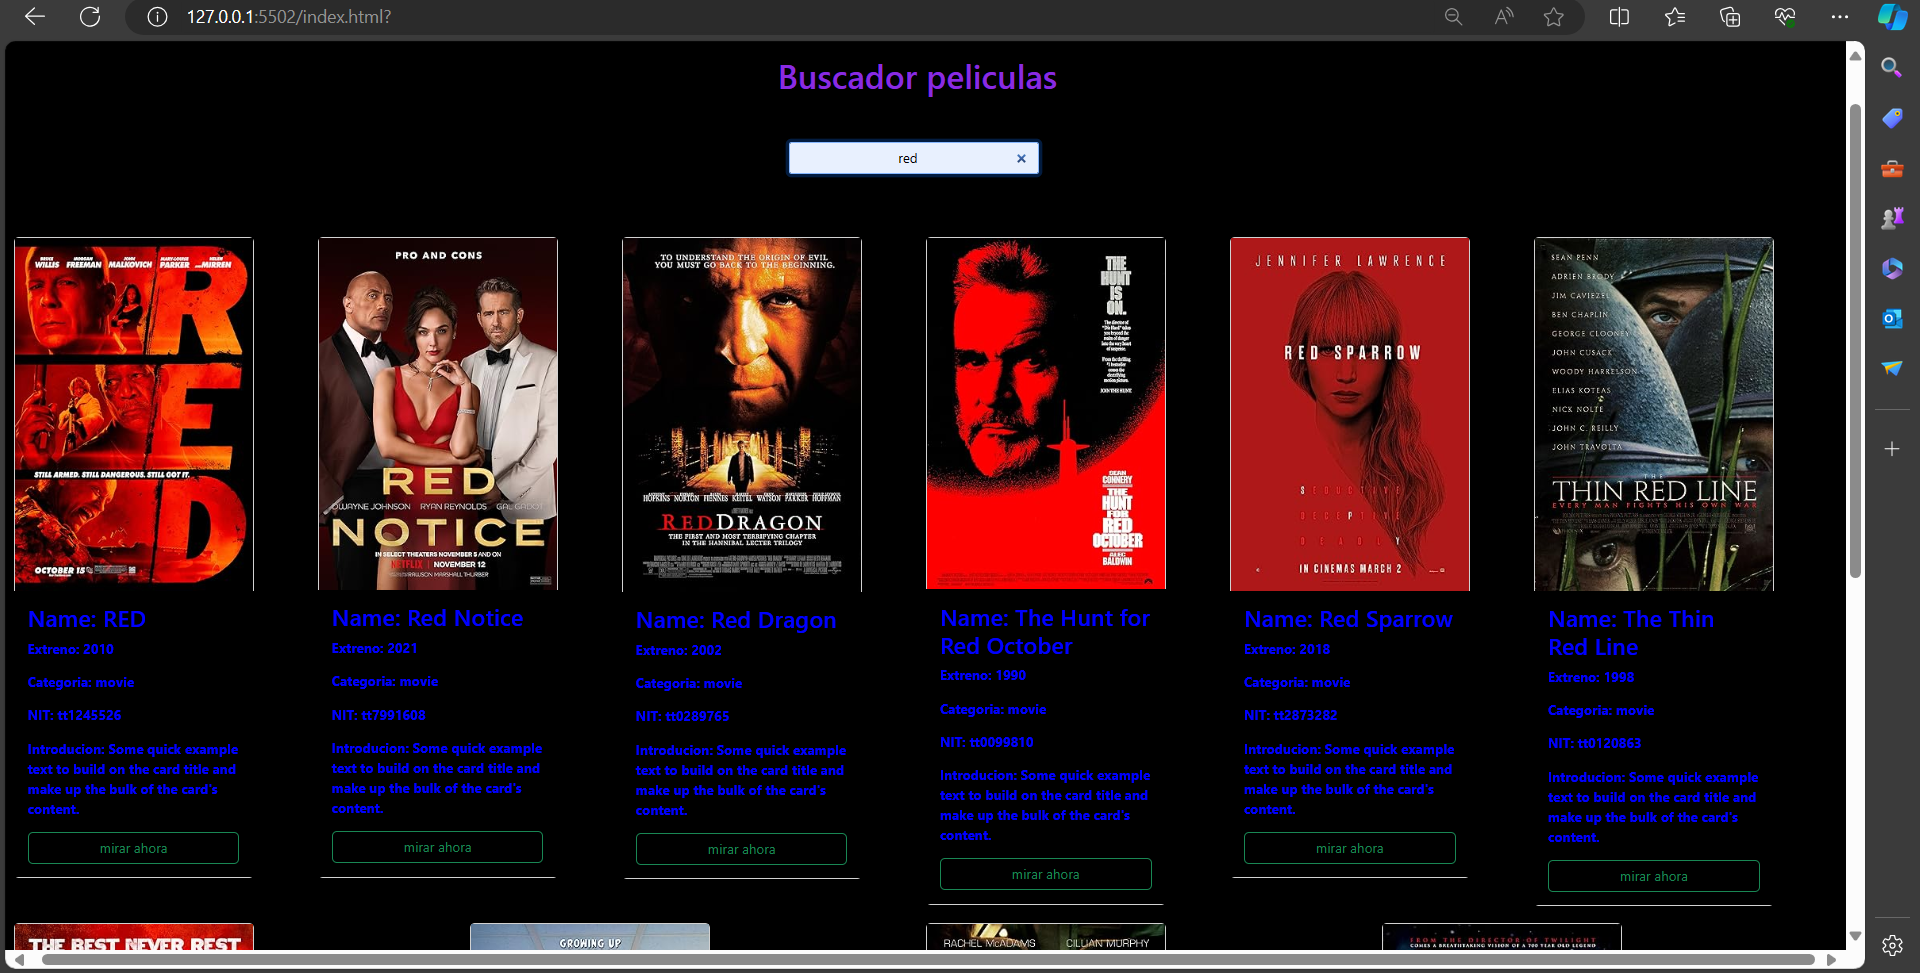 127.0.0.1:5502/index.html?
Buscador peliculas
red
BRUCE WILLIS MORGAN FREEMAN JOHN MALKOVICH MARY-LOUISE PARKER HELEN MIRREN
RED
STILL ARMED. STILL DANGEROUS. STILL GOT IT.
OCTOBER 15
Name: RED
Extreno: 2010
Categoria: movie
NIT: tt1245526
Introducion: Some quick example
text to build on the card title and
make up the bulk of the card's
content.
mirar ahora
PRO AND CONS
RED
DWAYNE JOHNSON RYAN REYNOLDS GAL GADOT
NOTICE
IN SELECT THEATERS NOVEMBER 5 AND ON
NETFLIX | NOVEMBER 12
RAWSON MARSHALL THURBER
Name: Red Notice
Extreno: 2021
Categoria: movie
NIT: tt7991608
Introducion: Some quick example
text to build on the card title and
make up the bulk of the card's
content.
mirar ahora
TO UNDERSTAND THE ORIGIN OF EVIL
YOU MUST GO BACK TO THE BEGINNING.
HOPKINS NORTON FIENNES KEITEL WATSON PARKER HOFFMAN
RED DRAGON
THE FIRST AND MOST TERRIFYING CHAPTER
IN THE HANNIBAL LECTER TRILOGY
Name: Red Dragon
Extreno: 2002
Categoria: movie
NIT: tt0289765
Introducion: Some quick example
text to build on the card title and
make up the bulk of the card's
content.
mirar ahora
THE
HUNT
IS
ON.
SEAN
CONNERY
THE
HUNT
FOR
RED
OCTOBER
ALEC
BALDWIN
Name: The Hunt for
Red October
Extreno: 1990
Categoria: movie
NIT: tt0099810
Introducion: Some quick example
text to build on the card title and
make up the bulk of the card's
content.
mirar ahora
JENNIFER LAWRENCE
RED SPARROW
SEDUCTIVE
DECEPTIVE
DEADLY
IN CINEMAS MARCH 2
Name: Red Sparrow
Extreno: 2018
Categoria: movie
NIT: tt2873282
Introducion: Some quick example
text to build on the card title and
make up the bulk of the card's
content.
mirar ahora
SEAN PENN
ADRIEN BRODY
JIM CAVIEZEL
BEN CHAPLIN
GEORGE CLOONEY
JOHN CUSACK
WOODY HARRELSON
ELIAS KOTEAS
NICK NOLTE
JOHN C. REILLY
JOHN TRAVOLTA
THE
THIN RED LINE
EVERY MAN FIGHTS HIS OWN WAR
Name: The Thin
Red Line
Extreno: 1998
Categoria: movie
NIT: tt0120863
Introducion: Some quick example
text to build on the card title and
make up the bulk of the card's
content.
mirar ahora
THE BEST NEVER REST
GROWING UP
RACHEL McADAMS CILLIAN MURPHY
FROM THE DIRECTOR OF TWILIGHT
COMES A BREATHTAKING VISION OF A 700 YEAR OLD LEGEND